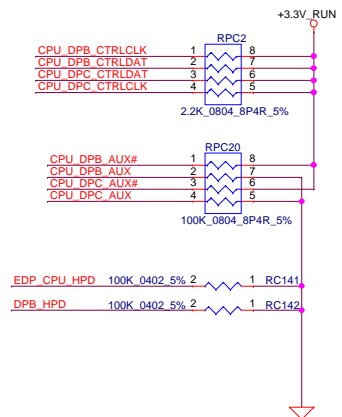 +3.3V_RUN
RPC2
CPU_DPB_CTRLCLK 1 8
CPU_DPB_CTRLDAT 2 7
CPU_DPC_CTRLDAT 3 6
CPU_DPC_CTRLCLK 4 5
2.2K_0804_8P4R_5%
RPC20
CPU_DPB_AUX# 1 8
CPU_DPB_AUX 2 7
CPU_DPC_AUX# 3 6
CPU_DPC_AUX 4 5
100K_0804_8P4R_5%
EDP_CPU_HPD 100K_0402_5% 2 1 RC141
DPB_HPD 100K_0402_5% 2 1 RC142